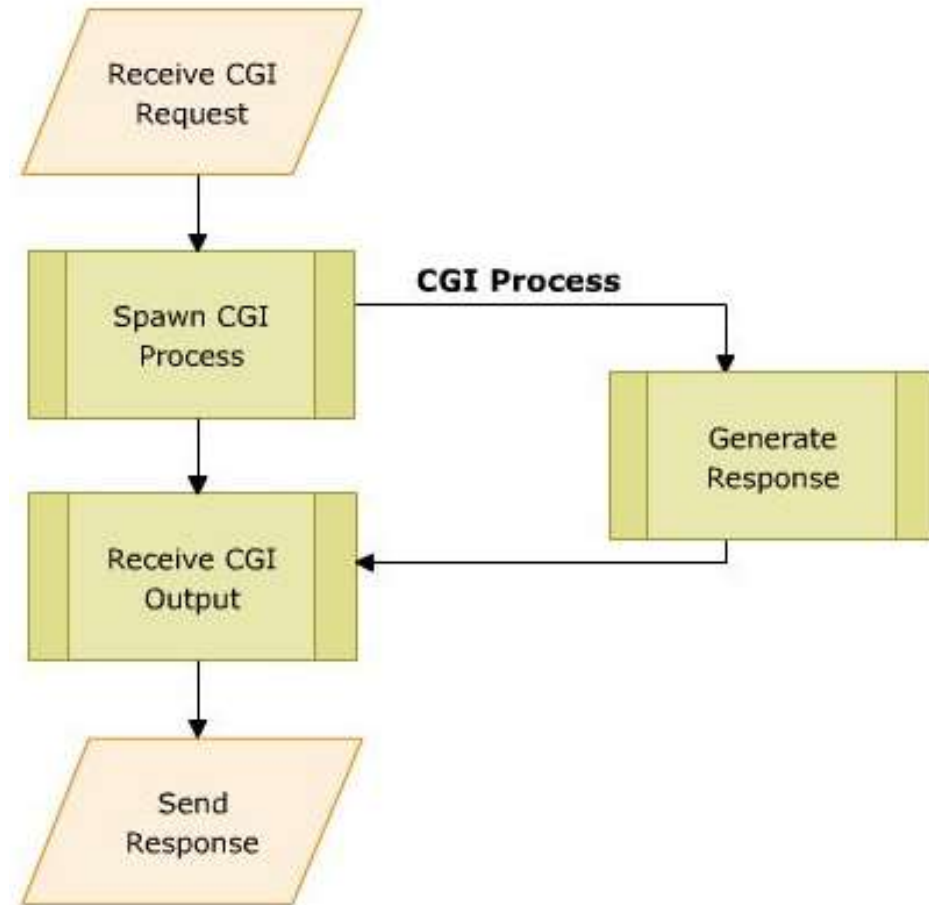 Receive CGI
Request
CGI Process
Spawn CGI
Process
Generate
Response
Receive CGI
Output
Send
Response